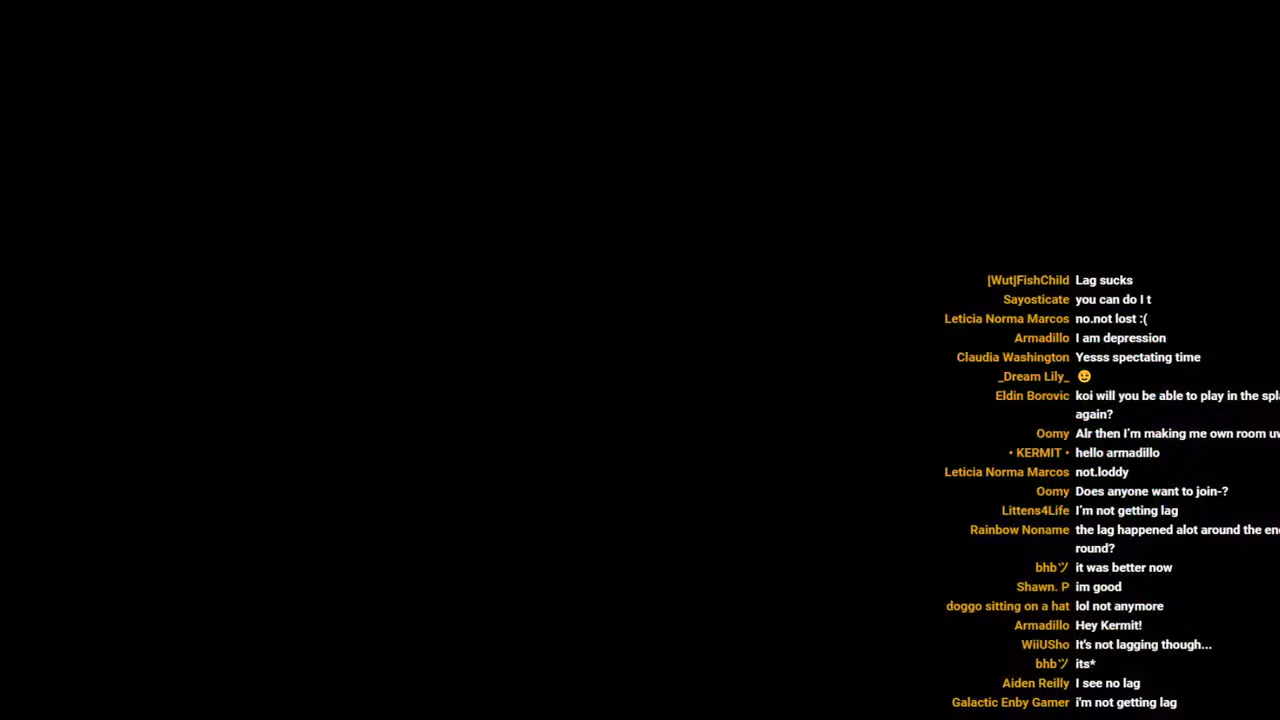 [Wut]FishChild Lag sucks
Sayosticate you can do I t
Leticia Norma Marcos no.not lost :(
Armadillo I am depression
Claudia Washington Yesss spectating time
_Dream Lily_ 😉
Eldin Borovic koi will you be able to play in the
again?
Oomy Alr then I'm making me own room
• KERMIT • hello armadillo
Leticia Norma Marcos not.loddy
Oomy Does anyone want to join-?
Littens4Life I'm not getting lag
Rainbow Noname the lag happened alot around the
round?
bhbツ it was better now
Shawn. P im good
doggo sitting on a hat lol not anymore
Armadillo Hey Kermit!
WiiUSho It's not lagging though...
bhbツ its*
Aiden Reilly I see no lag
Galactic Enby Gamer i'm not getting lag